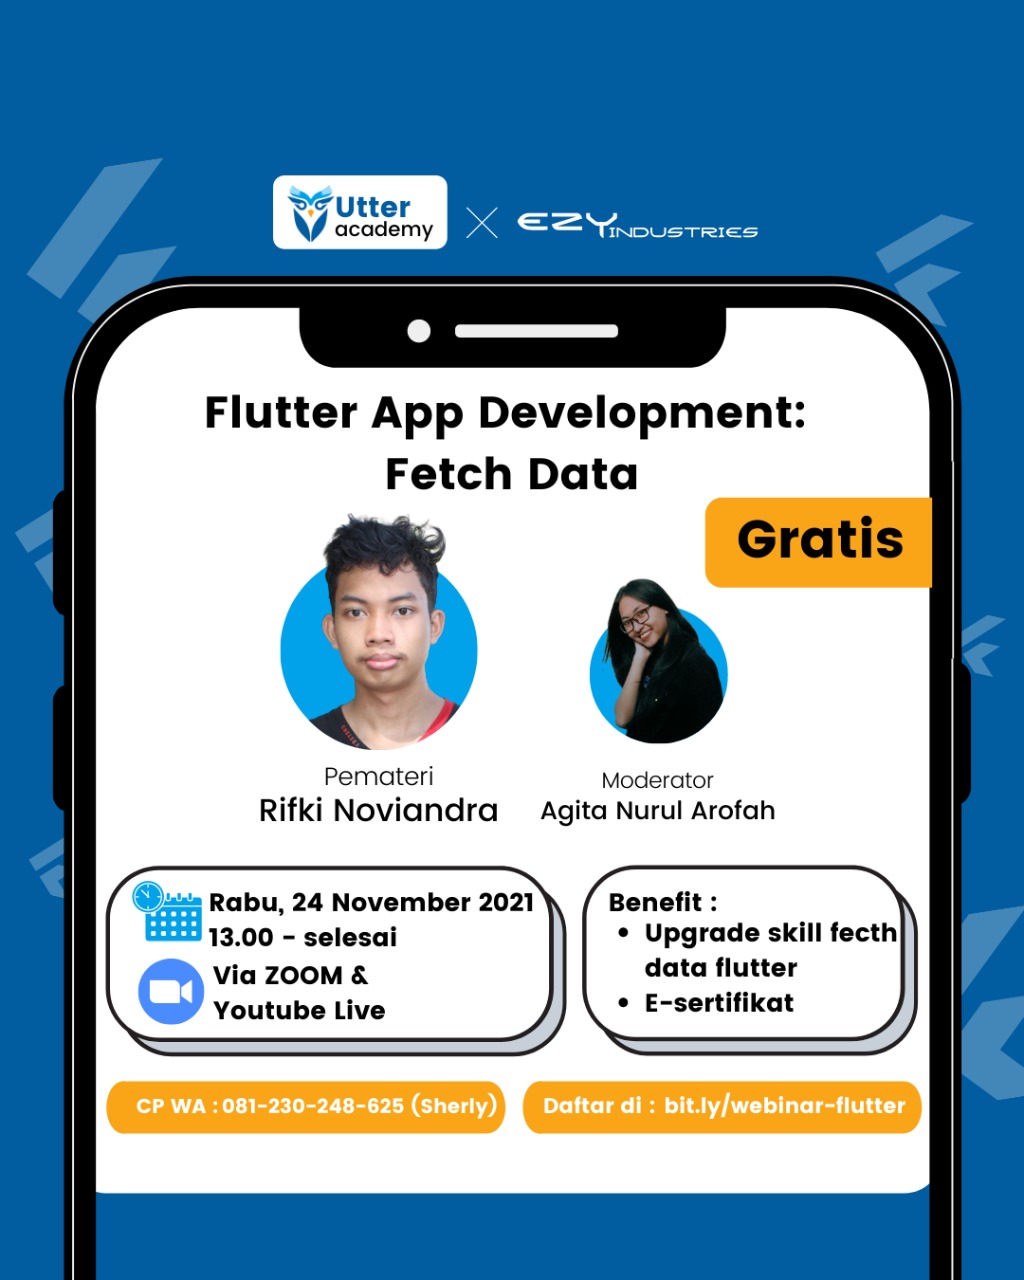 Utter
academy
EZY INDUSTRIES
Flutter App Development:
Fetch Data
Gratis
Pemateri
Rifki Noviandra
Moderator
Agita Nurul Arofah
Rabu, 24 November 2021
13.00 - selesai
Via ZOOM &
Youtube Live
Benefit :
• Upgrade skill fecth
data flutter
• E-sertifikat
CP WA : 081-230-248-625 (Sherly)
Daftar di : bit.ly/webinar-flutter